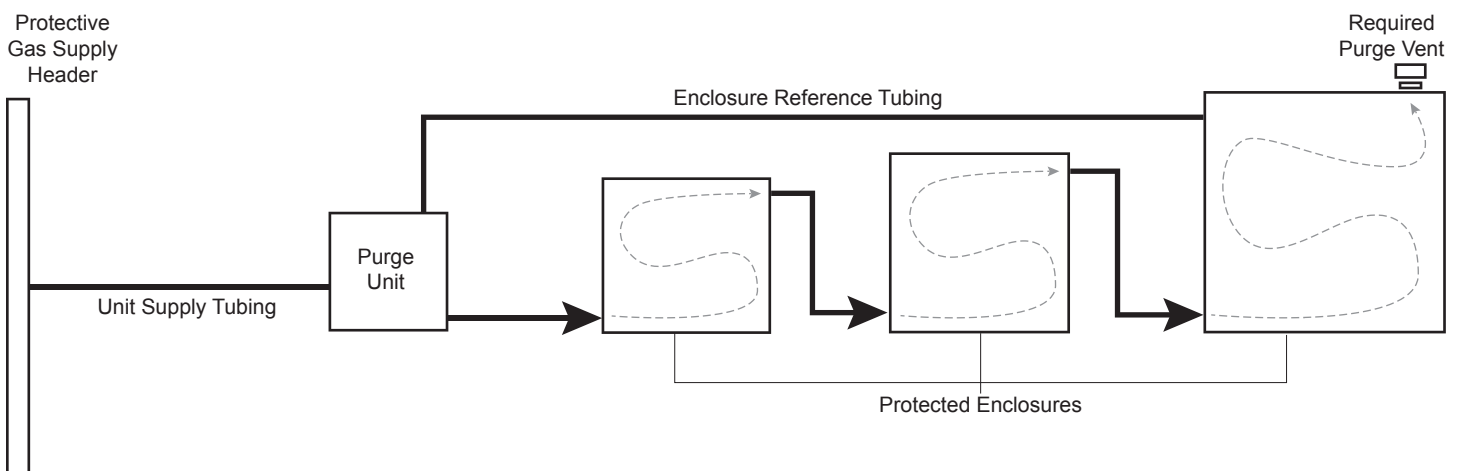 Protective
Gas Supply
Header
Required
Purge Vent
Enclosure Reference Tubing
Purge
Unit
Unit Supply Tubing
Protected Enclosures